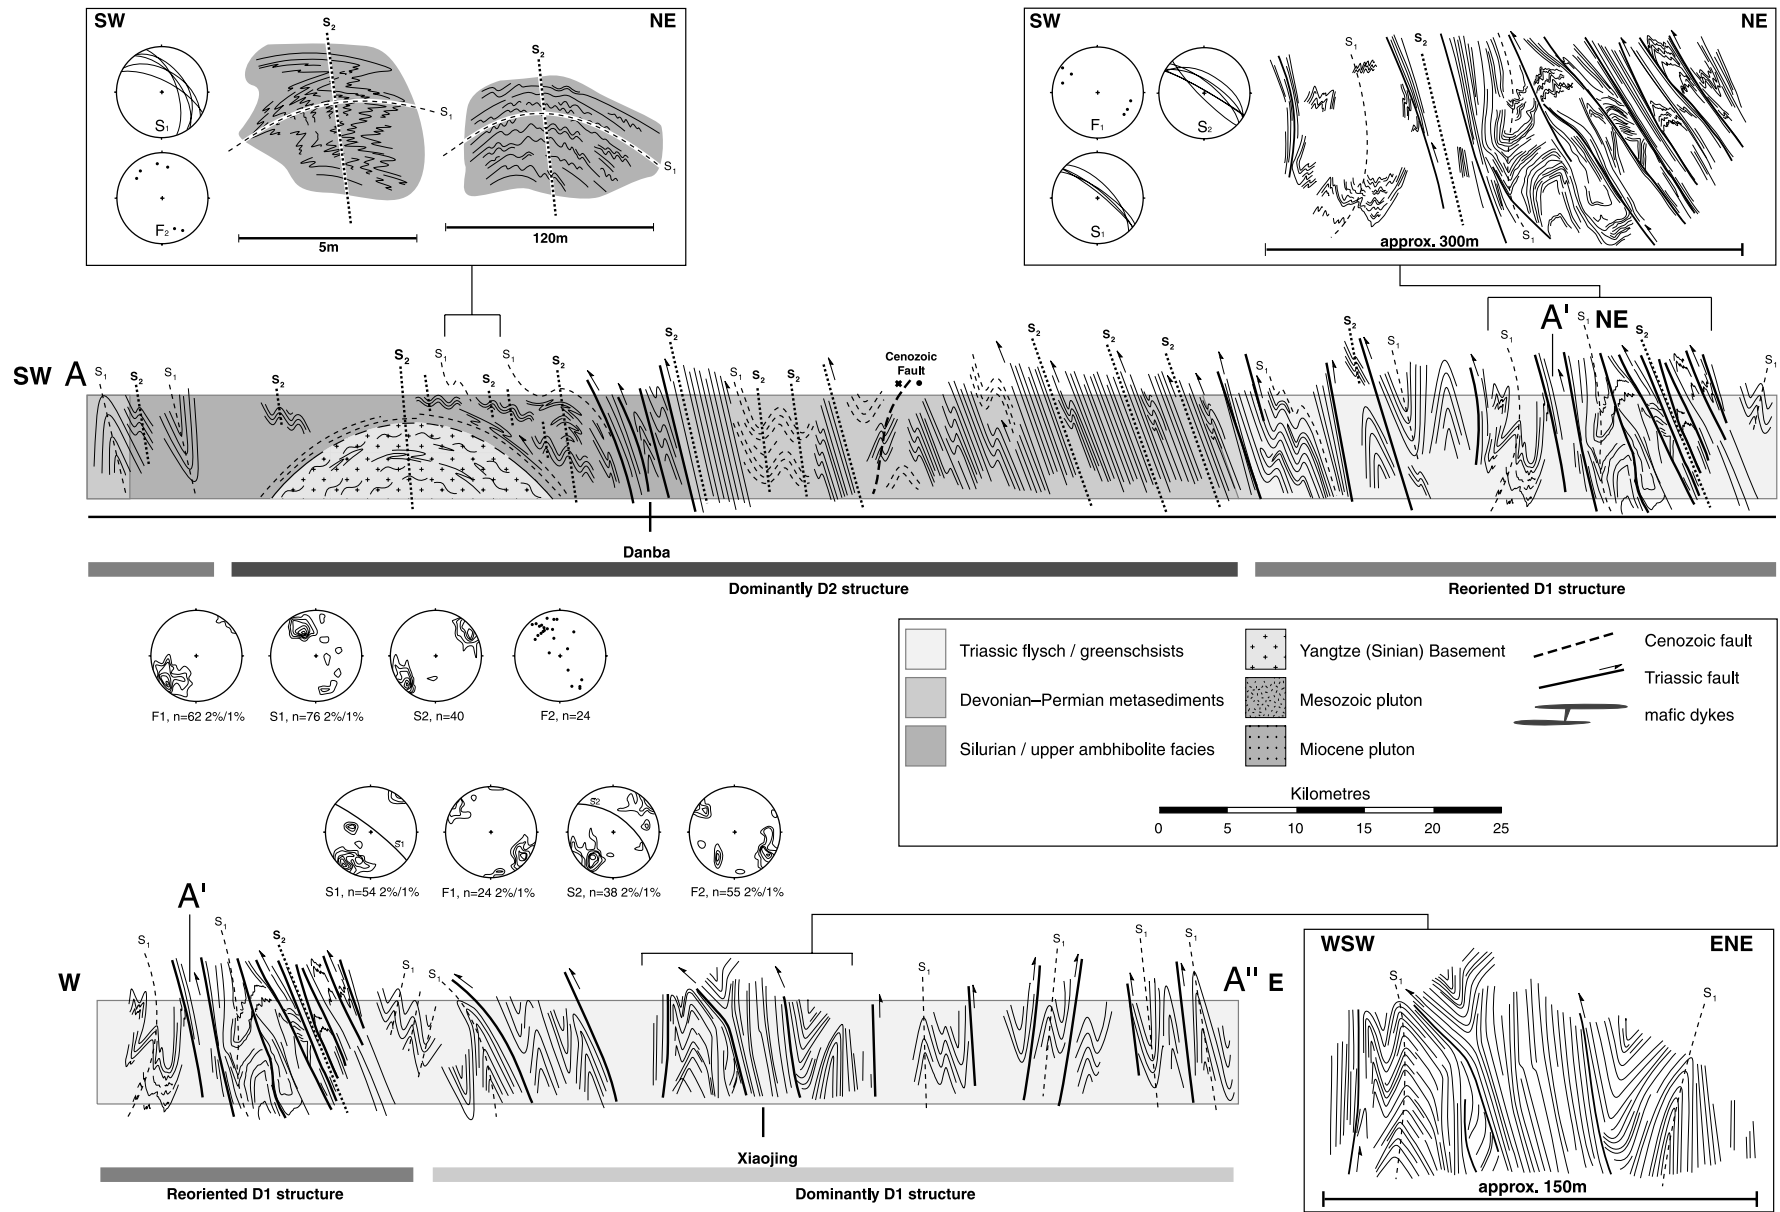 SW
NE
S2
S2
S1
S1
S1
F2
5m
120m
SW
NE
S1
S2
F1
S2
S1
S1
approx. 300m
SW A
A' NE
S1
S2
S1
S2
S2
S1
S2
S1
S2
S2
S1
S2
S2
Cenozoic
Fault
S2
S2
S2
S1
S2
S1
S1
S2
S1
Danba
Dominantly D2 structure
Reoriented D1 structure
F1, n=62 2%/1%
S1, n=76 2%/1%
S2, n=40
F2, n=24
Triassic flysch / greenschsists
Devonian–Permian metasediments
Silurian / upper ambhibolite facies
Yangtze (Sinian) Basement
Mesozoic pluton
Miocene pluton
Cenozoic fault
Triassic fault
mafic dykes
Kilometres
0 5 10 15 20 25
S1
S2
S1, n=54 2%/1%
F1, n=24 2%/1%
S2, n=38 2%/1%
F2, n=55 2%/1%
W
A'
A" E
S1
S1
S2
S1
S1
S1
S1
S1
S1
Xiaojing
Reoriented D1 structure
Dominantly D1 structure
WSW
ENE
S1
S1
approx. 150m